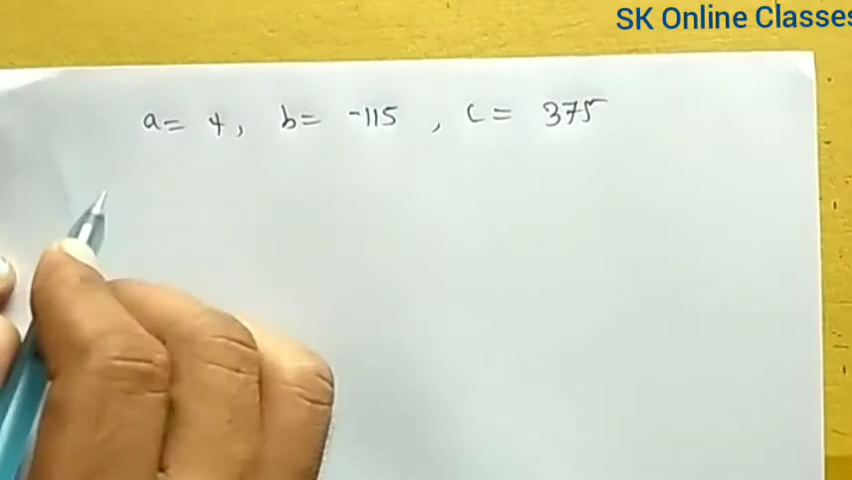 SK Online Classes
a= 4, b= -115, c= 375